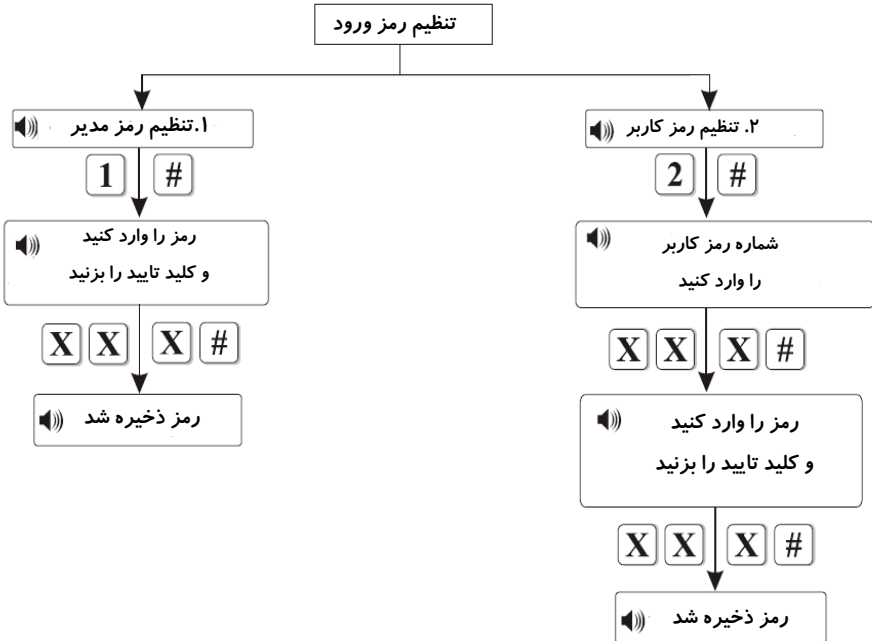 تنظیم رمز ورود
۱.تنظیم رمز مدیر
1 #
رمز را وارد کنید
و کلید تایید را بزنید
X X X #
رمز ذخیره شد
۲. تنظیم رمز کاربر
2 #
شماره رمز کاربر
را وارد کنید
X X X #
رمز را وارد کنید
و کلید تایید را بزنید
X X X #
رمز ذخیره شد